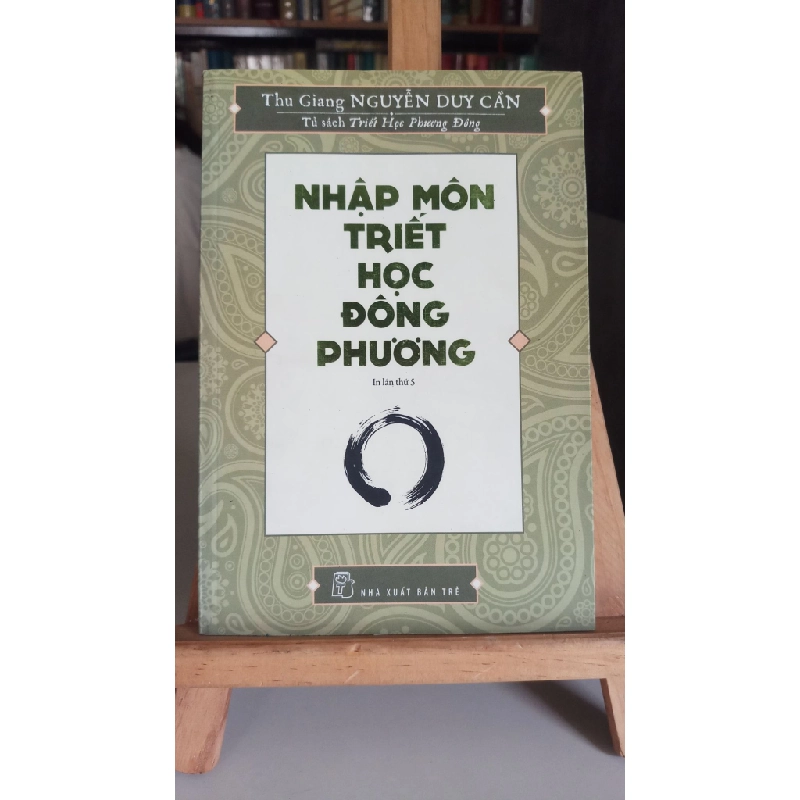 Thu Giang NGUYỄN DUY CẦN
Tủ sách Triết Học Phương Đông
NHẬP MÔN
TRIẾT
HỌC
ĐÔNG
PHƯƠNG
In lần thứ 5
NHÀ XUẤT BẢN TRẺ